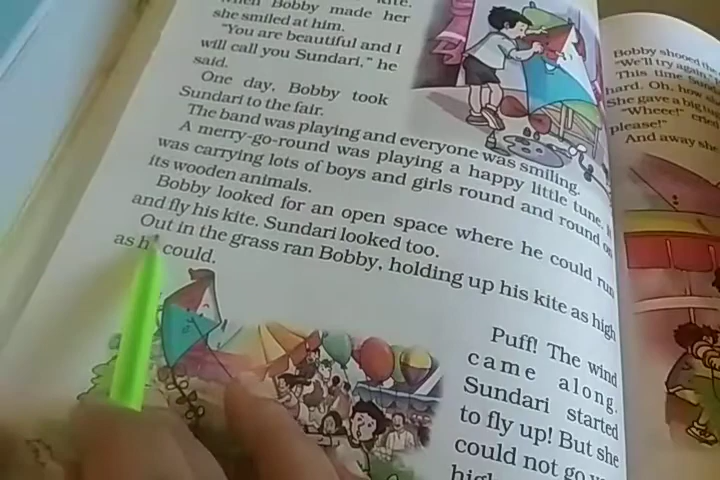 When Bobby made her
she smiled at him.
"You are beautiful and I
will call you Sundari," he
said.
One day, Bobby took
Sundari to the fair.
The band was playing and everyone was smiling.
A merry-go-round was playing a happy little tune. It
was carrying lots of boys and girls round and round on
its wooden animals.
Bobby looked for an open space where he could run
and fly his kite. Sundari looked too.
Out in the grass ran Bobby, holding up his kite as high
as he could.
Puff! The wind
came along.
Sundari started
to fly up! But she
could not go
Bobby shooed the
"We'll try again,"
This time
hard. Oh, how
She gave a big
"Wheee!" cried
please!"
And away she